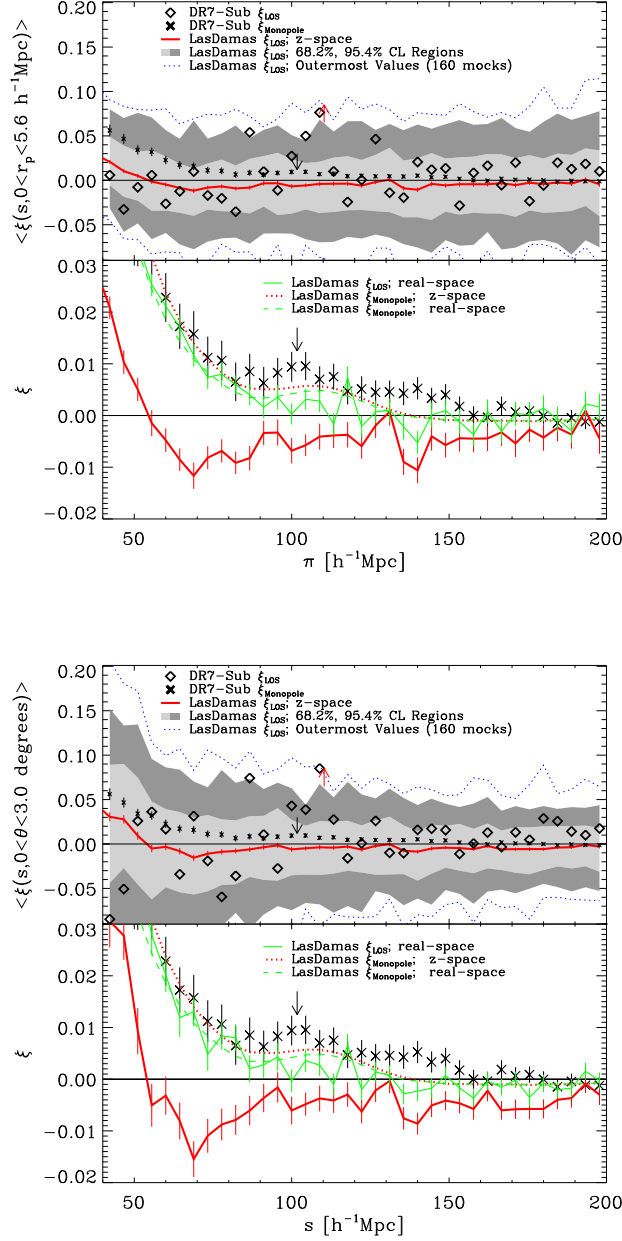 0.20
0.15
0.10
0.05
0.00
−0.05
<ξ(s,0<r_p<5.6 h⁻¹Mpc)>
DR7−Sub ξ_LOS
DR7−Sub ξ_Monopole
LasDamas ξ_LOS; z−space
LasDamas ξ_LOS; 68.2%, 95.4% CL Regions
LasDamas ξ_LOS; Outermost Values (160 mocks)
0.03
0.02
0.01
0.00
−0.01
−0.02
ξ
LasDamas ξ_LOS; real−space
LasDamas ξ_Monopole; z−space
LasDamas ξ_Monopole; real−space
50 100 150 200
π [h⁻¹Mpc]
0.20
0.15
0.10
0.05
0.00
−0.05
<ξ(s,0<θ<3.0 degrees)>
DR7−Sub ξ_LOS
DR7−Sub ξ_Monopole
LasDamas ξ_LOS; z−space
LasDamas ξ_LOS; 68.2%, 95.4% CL Regions
LasDamas ξ_LOS; Outermost Values (160 mocks)
0.03
0.02
0.01
0.00
−0.01
−0.02
ξ
LasDamas ξ_LOS; real−space
LasDamas ξ_Monopole; z−space
LasDamas ξ_Monopole; real−space
50 100 150 200
s [h⁻¹Mpc]